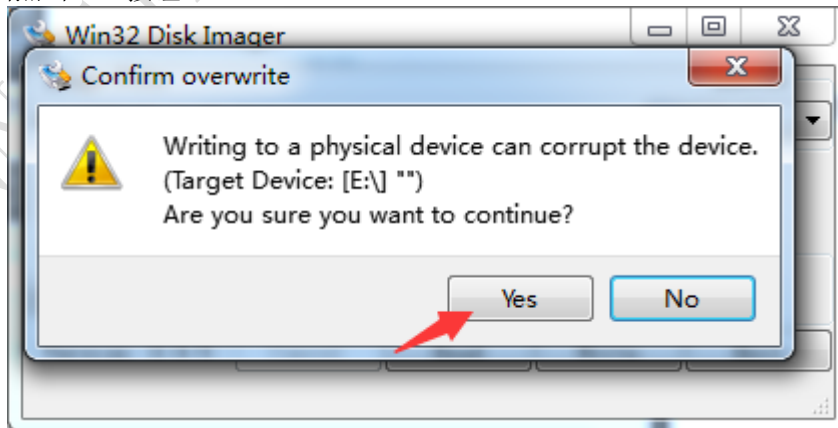 Win32 Disk Imager
Confirm overwrite
Writing to a physical device can corrupt the device.
(Target Device: [E:\] "")
Are you sure you want to continue?
Yes
No